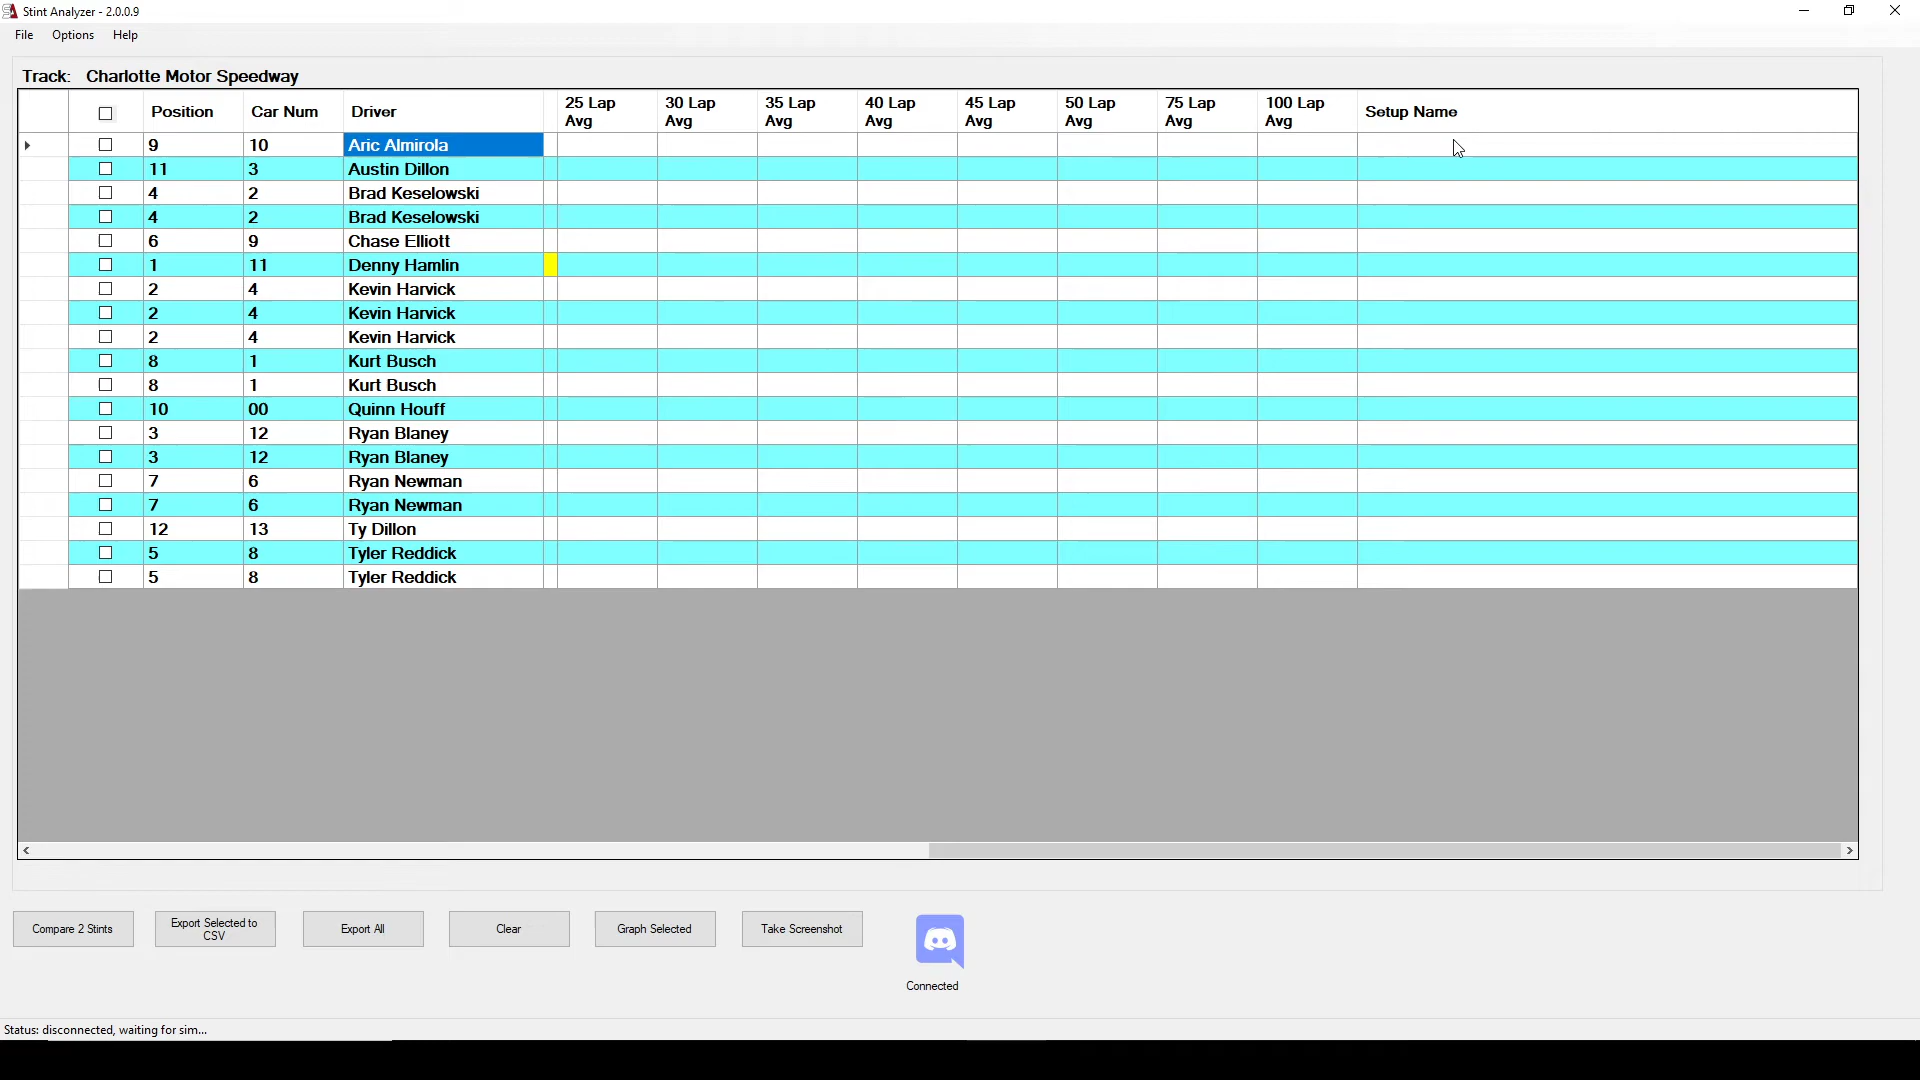 Stint Analyzer - 2.0.0.9
File Options Help
Track: Charlotte Motor Speedway
Position Car Num Driver 25 Lap Avg 30 Lap Avg 35 Lap Avg 40 Lap Avg 45 Lap Avg 50 Lap Avg 75 Lap Avg 100 Lap Avg Setup Name
9 10 Aric Almirola
11 3 Austin Dillon
4 2 Brad Keselowski
4 2 Brad Keselowski
6 9 Chase Elliott
1 11 Denny Hamlin
2 4 Kevin Harvick
2 4 Kevin Harvick
2 4 Kevin Harvick
8 1 Kurt Busch
8 1 Kurt Busch
10 00 Quinn Houff
3 12 Ryan Blaney
3 12 Ryan Blaney
7 6 Ryan Newman
7 6 Ryan Newman
12 13 Ty Dillon
5 8 Tyler Reddick
5 8 Tyler Reddick
Compare 2 Stints Export Selected to CSV Export All Clear Graph Selected Take Screenshot
Connected
Status: disconnected, waiting for sim...